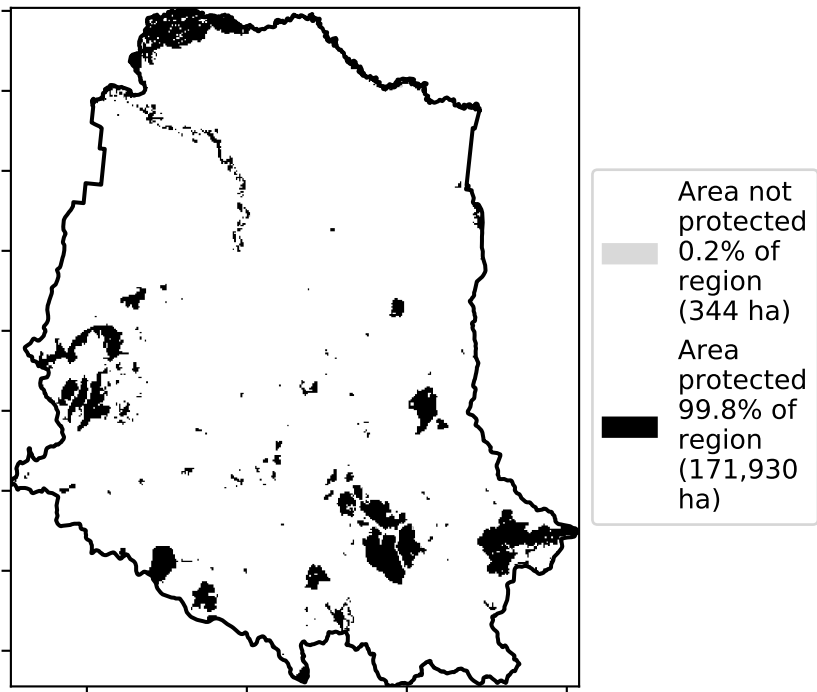 Area not
protected
0.2% of
region
(344 ha)
Area
protected
99.8% of
region
(171,930
ha)